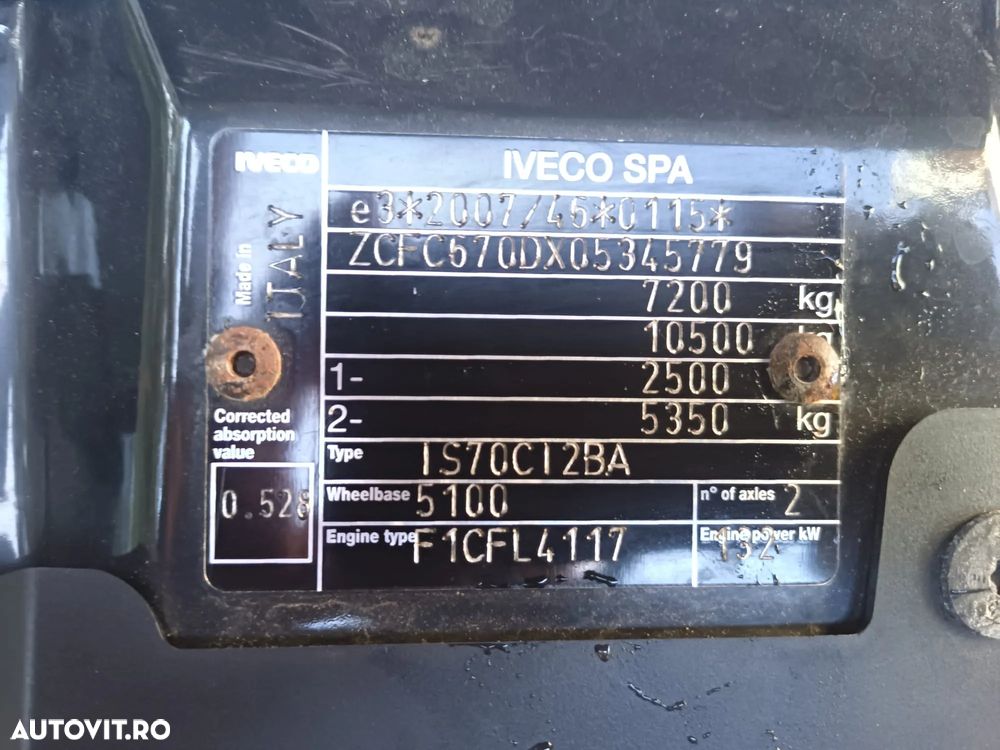 IVECO
IVECO SPA
e3*2007/46*0115*
ZCFC670DX05345779
7200 kg
10500 kg
1- 2500
2- 5350 kg
Made in
ITALY
Corrected
absorption
value
0.528
Type IS70CI2BA
Wheelbase 5100
n° of axles 2
Engine type F1CFL4117
Engine power kW
132
AUTOVIT.RO